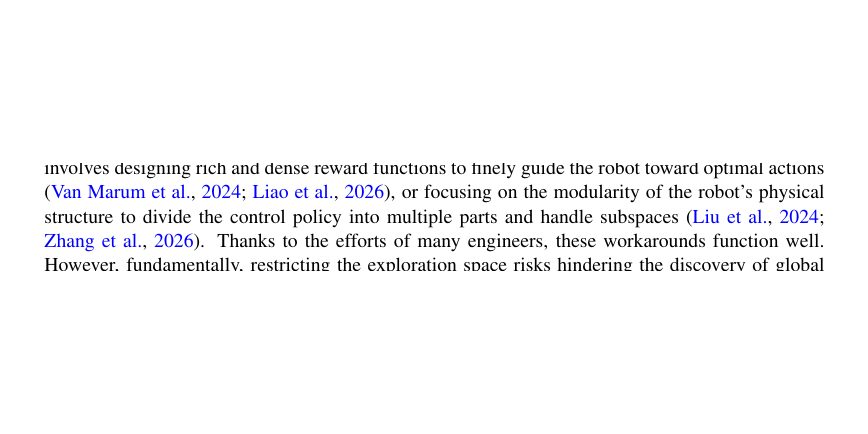 involves designing rich and dense reward functions to finely guide the robot toward optimal actions
(Van Marum et al., 2024; Liao et al., 2026), or focusing on the modularity of the robot's physical
structure to divide the control policy into multiple parts and handle subspaces (Liu et al., 2024;
Zhang et al., 2026). Thanks to the efforts of many engineers, these workarounds function well.
However, fundamentally, restricting the exploration space risks hindering the discovery of global